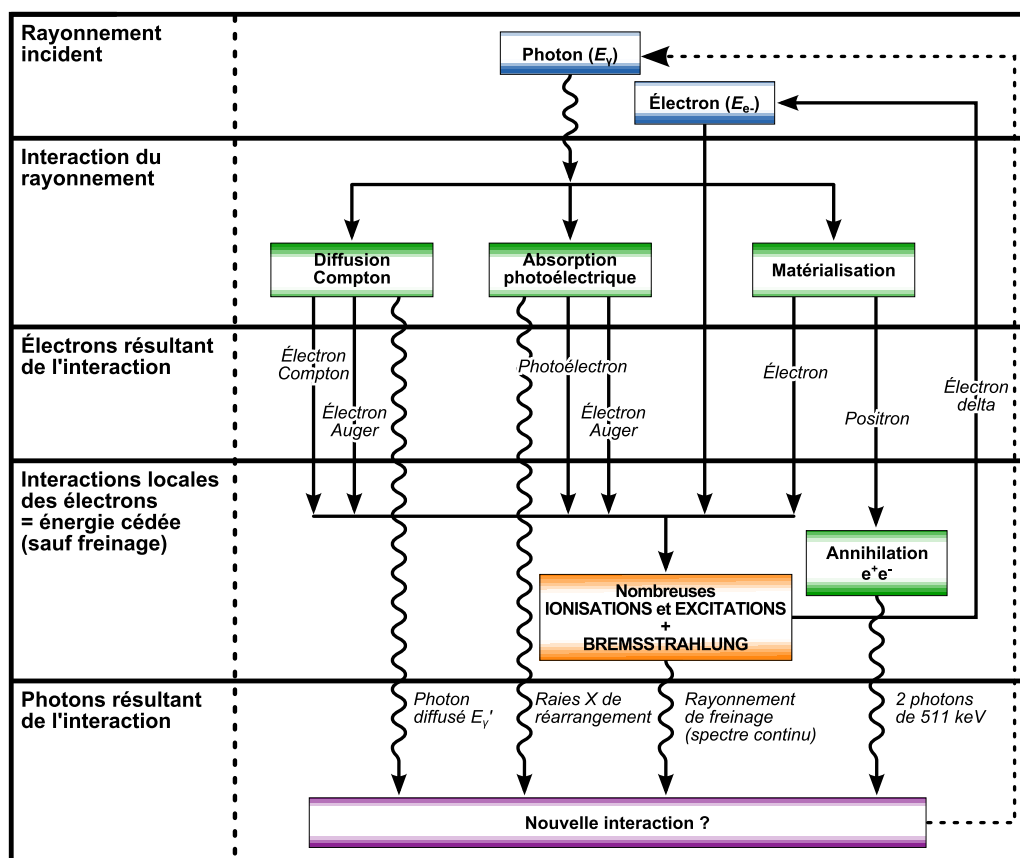 Rayonnement
incident
Photon (Eγ)
Électron (Ee-)
Interaction du
rayonnement
Diffusion
Compton
Absorption
photoélectrique
Matérialisation
Électrons résultant
de l'interaction
Électron
Compton
Électron
Auger
Photoélectron
Électron
Auger
Électron
Positron
Électron
delta
Interactions locales
des électrons
= énergie cédée
(sauf freinage)
Annihilation
e⁺e⁻
Nombreuses
IONISATIONS et EXCITATIONS
+
BREMSSTRAHLUNG
Photons résultant
de l'interaction
Photon
diffusé Eγ'
Raies X de
réarrangement
Rayonnement
de freinage
(spectre continu)
2 photons
de 511 keV
Nouvelle interaction ?